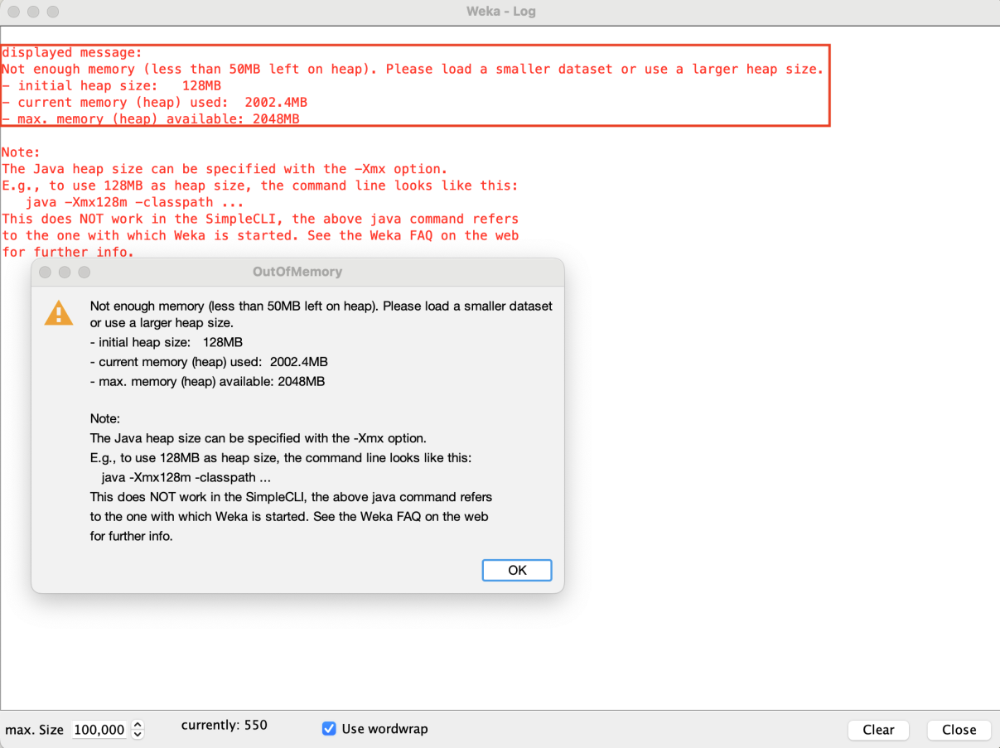 Weka - Log
displayed message:
Not enough memory (less than 50MB left on heap). Please load a smaller dataset or use a larger heap size.
- initial heap size:   128MB
- current memory (heap) used:  2002.4MB
- max. memory (heap) available: 2048MB
Note:
The Java heap size can be specified with the -Xmx option.
E.g., to use 128MB as heap size, the command line looks like this:
   java -Xmx128m -classpath ...
This does NOT work in the SimpleCLI, the above java command refers
to the one with which Weka is started. See the Weka FAQ on the web
for further info.
OutOfMemory
Not enough memory (less than 50MB left on heap). Please load a smaller dataset
or use a larger heap size.
- initial heap size:   128MB
- current memory (heap) used:  2002.4MB
- max. memory (heap) available: 2048MB
Note:
The Java heap size can be specified with the -Xmx option.
E.g., to use 128MB as heap size, the command line looks like this:
   java -Xmx128m -classpath ...
This does NOT work in the SimpleCLI, the above java command refers
to the one with which Weka is started. See the Weka FAQ on the web
for further info.
OK
max. Size 100,000 currently: 550 Use wordwrap Clear Close